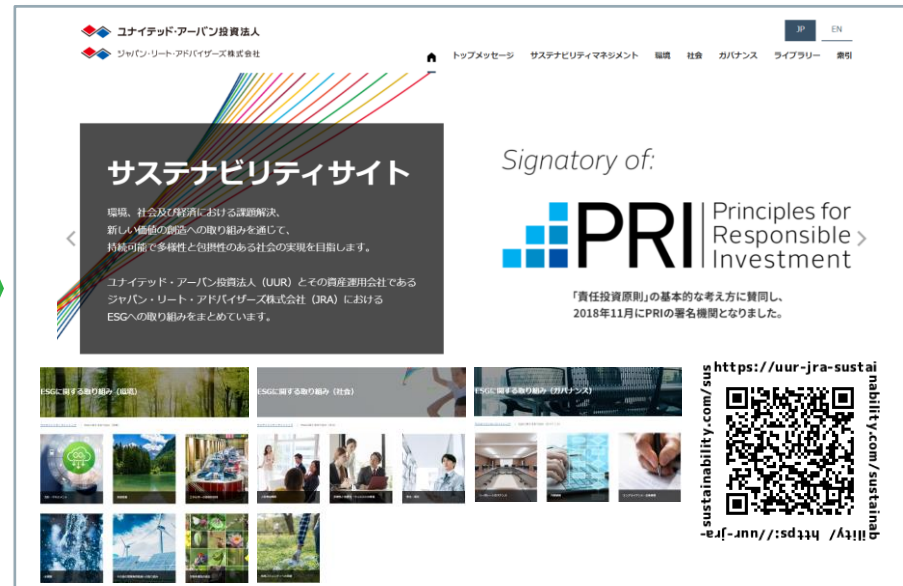 ユナイテッド・アーバン投資法人
ジャパン・リート・アドバイザーズ株式会社
JP EN
トップメッセージ サステナビリティマネジメント 環境 社会 ガバナンス ライブラリー 索引
サステナビリティサイト
環境、社会及び経済における課題解決、
新しい価値の創造への取り組みを通じて、
持続可能で多様性と包摂性のある社会の実現を目指します。
ユナイテッド・アーバン投資法人（UUR）とその資産運用会社である
ジャパン・リート・アドバイザーズ株式会社（JRA）における
ESGへの取り組みをまとめています。
Signatory of:
PRI
Principles for
Responsible
Investment
「責任投資原則」の基本的な考え方に賛同し、
2018年11月にPRIの署名機関となりました。
ESGに関する取り組み（環境）
ESGに関する取り組み（社会）
ESGに関する取り組み（ガバナンス）
https://uur-jra-sustai
nability.com/sustainab
ility/ https://uur-jra-
sustainability.com/sus